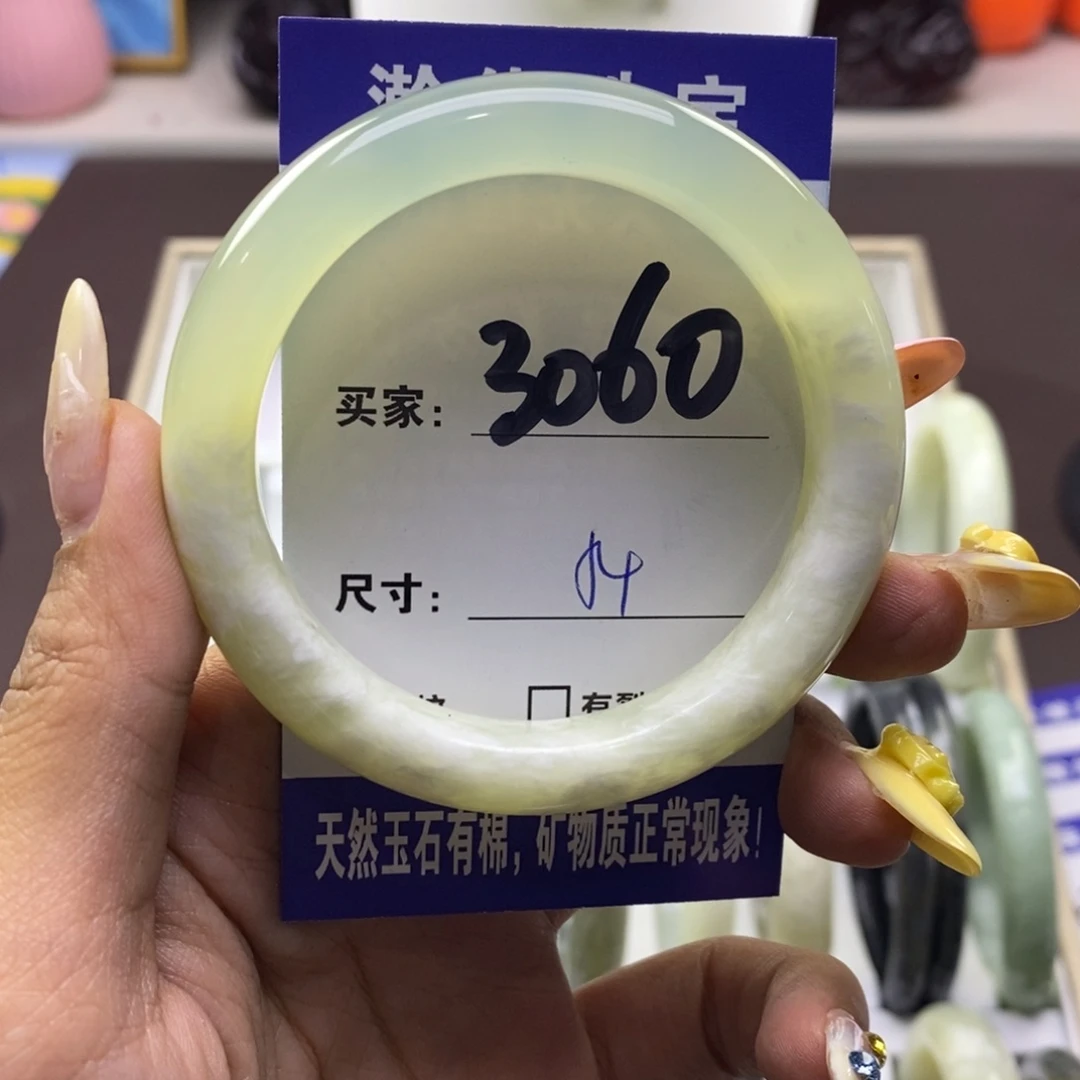 买家: 3060
尺寸: 54
有裂
天然玉石有棉, 矿物质正常现象!